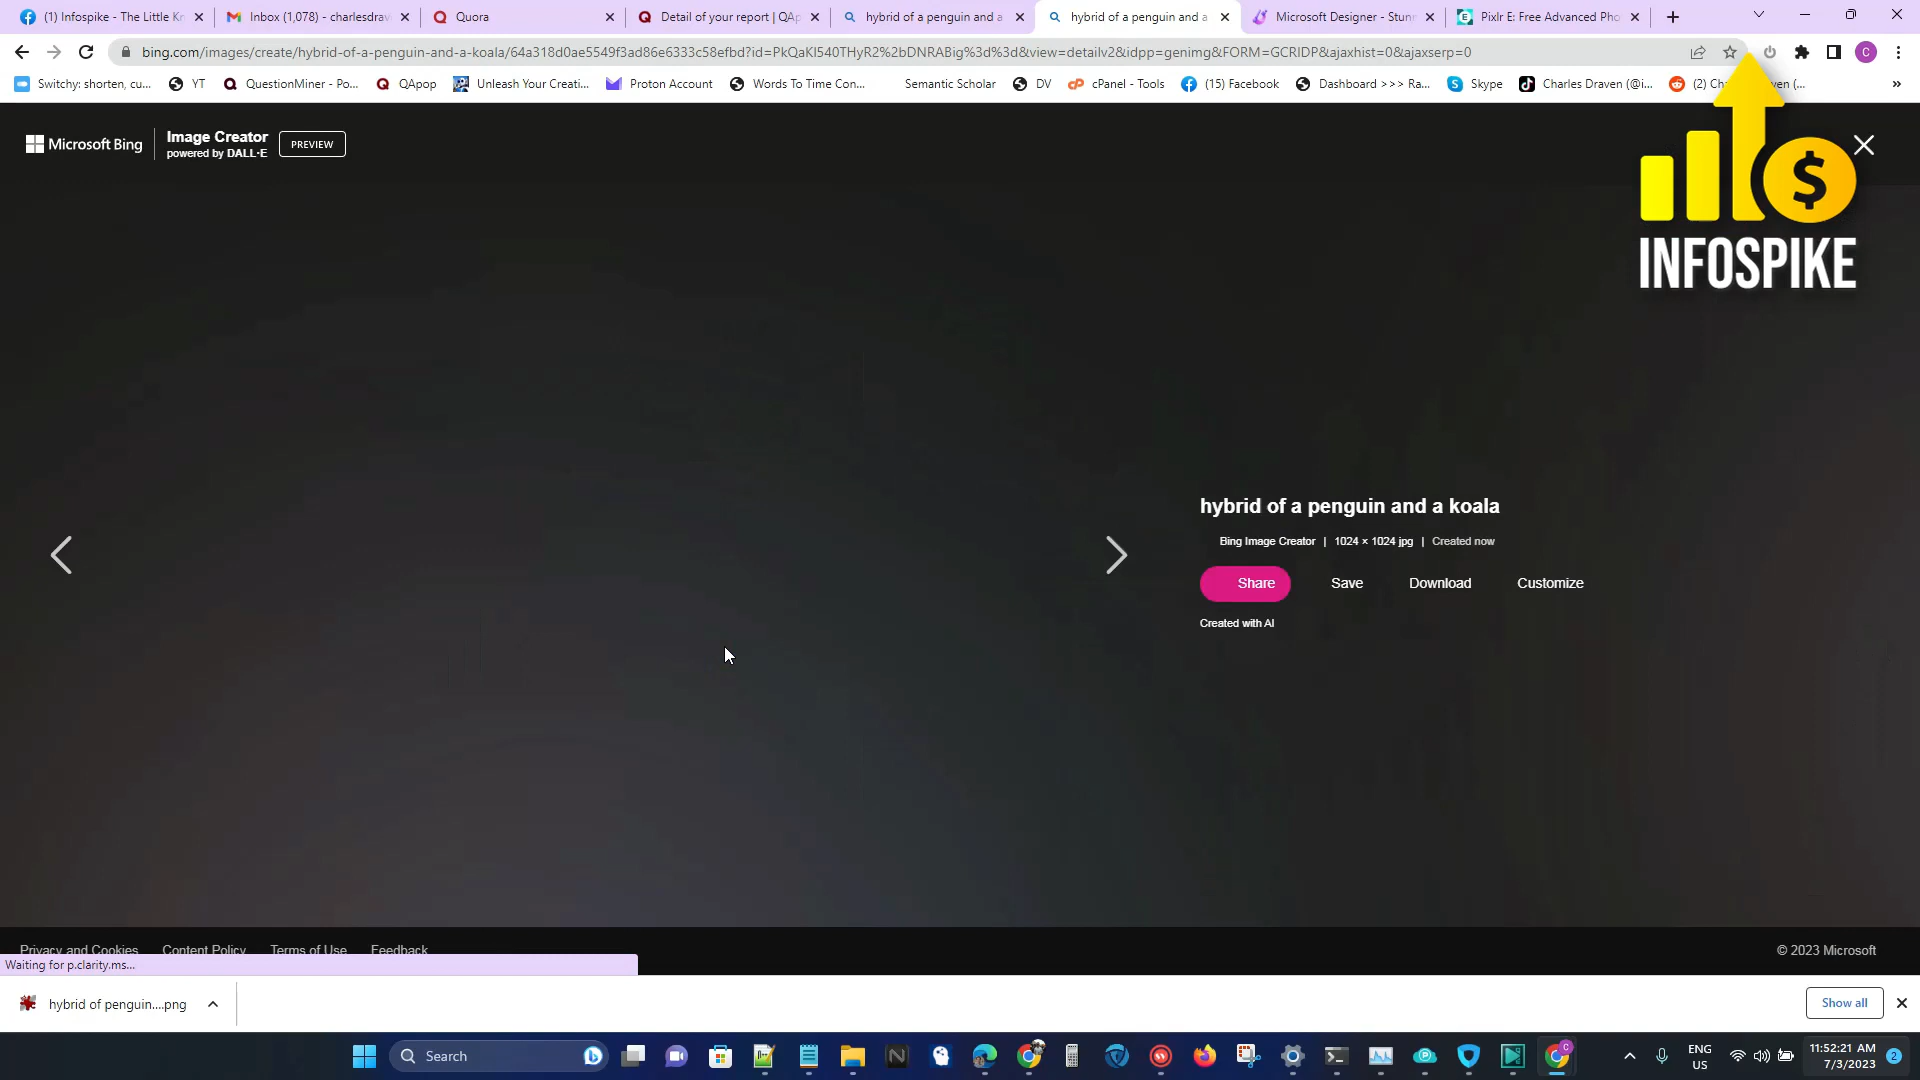 (1) Infospike - The Little Kn
Inbox (1,078) - charlesdrav
Quora
Detail of your report | QAp
hybrid of a penguin and a
hybrid of a penguin and a
Microsoft Designer - Stunn
Pixlr E: Free Advanced Pho
bing.com/images/create/hybrid-of-a-penguin-and-a-koala/64a318d0ae5549f3ad86e6333c58efbd?id=PkQaKI540THyR2%2bDNRABig%3d%3d&view=detailv2&idpp=genimg&FORM=GCRIDP&ajaxhist=0&ajaxserp=0
C
Switchy: shorten, cu...
YT
QuestionMiner - Po...
QApop
Unleash Your Creati...
Proton Account
Words To Time Con...
Semantic Scholar
DV
cPanel - Tools
(15) Facebook
Dashboard >>> Ra...
Skype
Charles Draven (@i...
Microsoft Bing
Image Creator
powered by DALL·E
PREVIEW
$
INFOSPIKE
hybrid of a penguin and a koala
Bing Image Creator | 1024 × 1024 jpg | Created now
Share
Save
Download
Customize
Created with AI
Privacy and Cookies
Content Policy
Terms of Use
Feedback
© 2023 Microsoft
Waiting for p.clarity.ms...
hybrid of penguin....png
Show all
Search
ENG
US
11:52:21 AM
7/3/2023
2